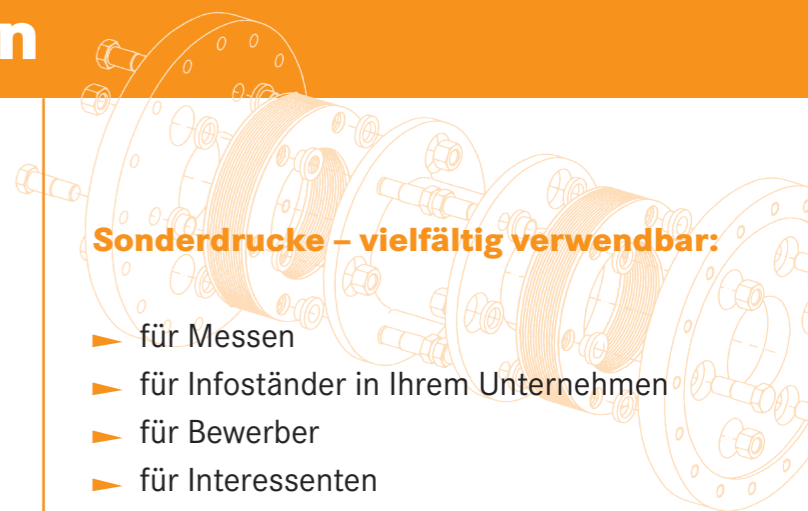 n
Sonderdrucke – vielfältig verwendbar:
► für Messen
► für Infoständer in Ihrem Unternehmen
► für Bewerber
► für Interessenten